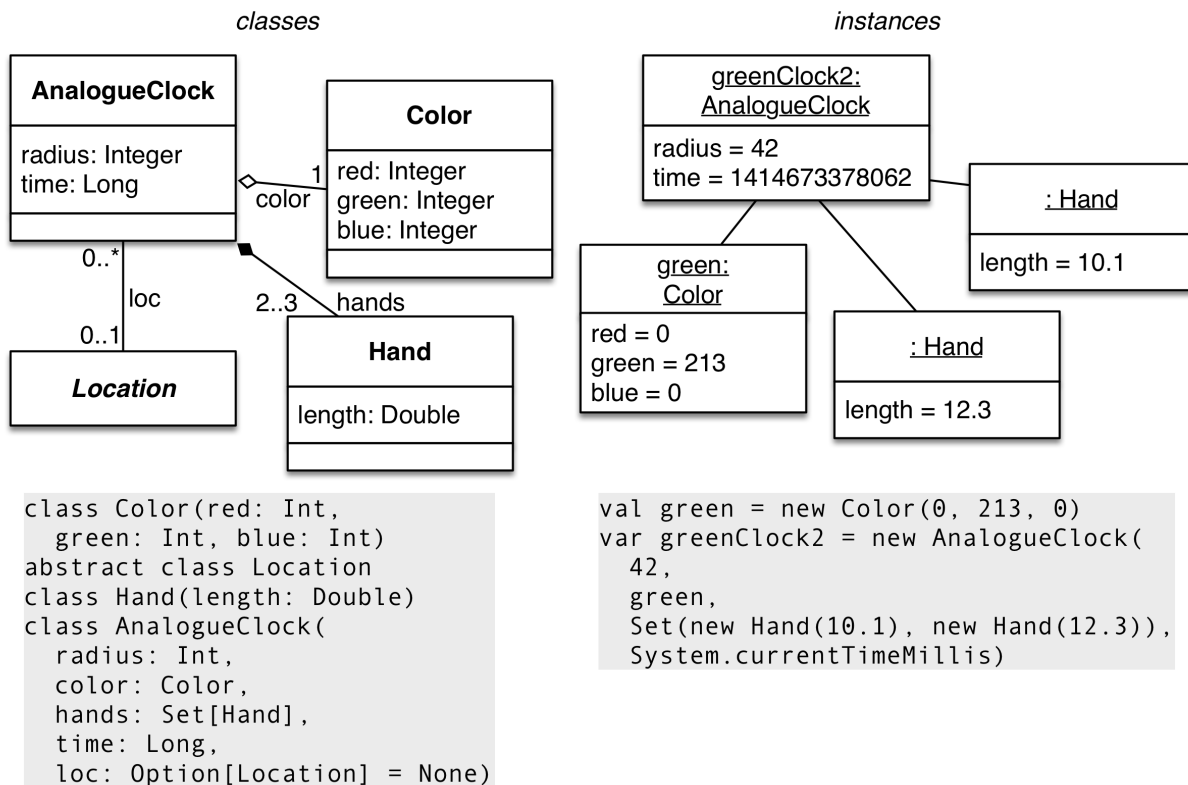 classes
AnalogueClock
radius: Integer
time: Long
1
color
Color
red: Integer
green: Integer
blue: Integer
0..*
loc
0..1
Location
2..3
hands
Hand
length: Double
class Color(red: Int,
  green: Int, blue: Int)
abstract class Location
class Hand(length: Double)
class AnalogueClock(
  radius: Int,
  color: Color,
  hands: Set[Hand],
  time: Long,
  loc: Option[Location] = None)
instances
greenClock2:
AnalogueClock
radius = 42
time = 1414673378062
: Hand
length = 10.1
green:
Color
red = 0
green = 213
blue = 0
: Hand
length = 12.3
val green = new Color(0, 213, 0)
var greenClock2 = new AnalogueClock(
  42,
  green,
  Set(new Hand(10.1), new Hand(12.3)),
  System.currentTimeMillis)